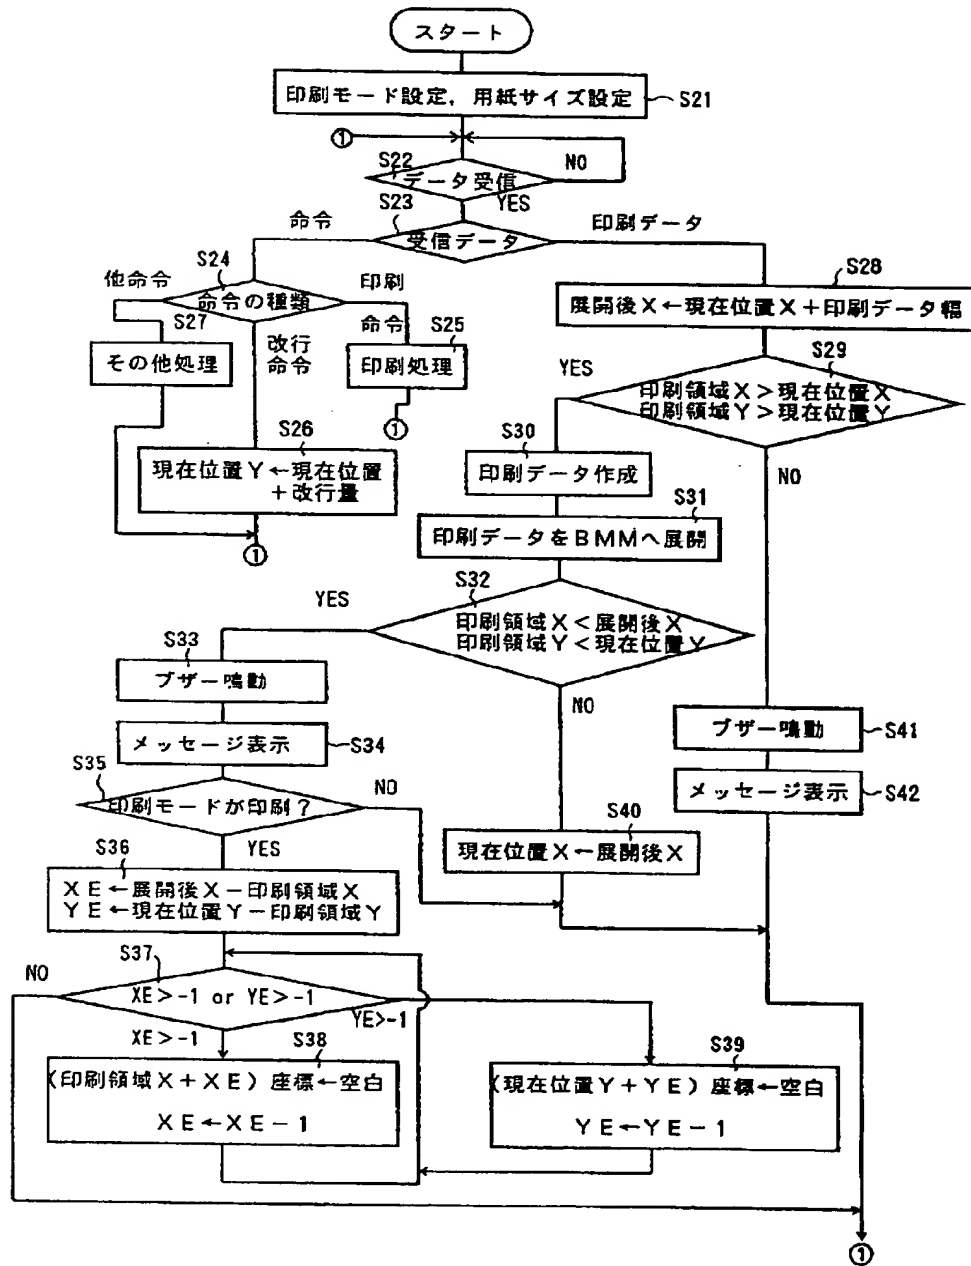 スタート
印刷モード設定，用紙サイズ設定
S21
①
S22
データ受信
NO
YES
S23
受信データ
命令
印刷データ
S24
命令の種類
他命令
印刷
命令
改行
命令
S27
その他処理
S25
印刷処理
①
S26
現在位置Y←現在位置
＋改行量
①
S28
展開後X←現在位置X＋印刷データ幅
S29
印刷領域X＞現在位置X
印刷領域Y＞現在位置Y
YES
NO
S30
印刷データ作成
S31
印刷データをBMMへ展開
S32
印刷領域X＜展開後X
印刷領域Y＜現在位置Y
YES
NO
S33
ブザー鳴動
メッセージ表示
S34
S35
印刷モードが印刷？
NO
YES
S36
XE←展開後X－印刷領域X
YE←現在位置Y－印刷領域Y
S40
現在位置X←展開後X
ブザー鳴動
S41
メッセージ表示
S42
S37
XE>-1 or YE>-1
NO
XE>-1
YE>-1
S38
(印刷領域X＋XE)座標←空白
XE←XE－1
S39
(現在位置Y＋YE)座標←空白
YE←YE－1
①